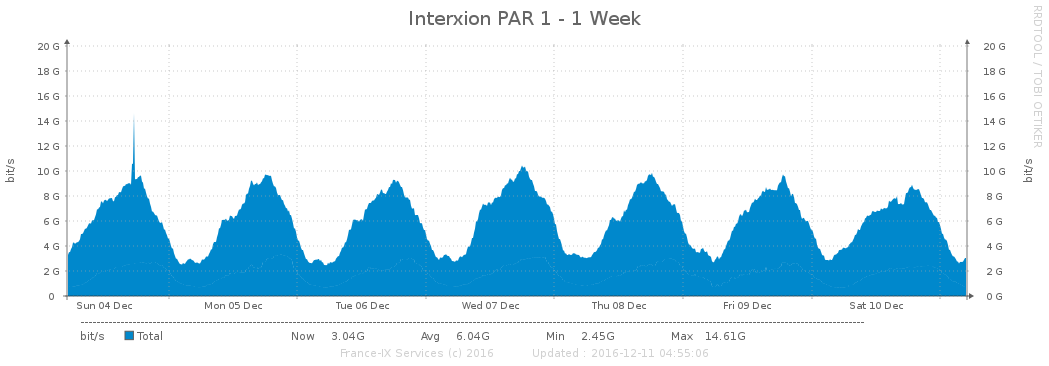 Interxion PAR 1 - 1 Week
RRDTOOL / TOBI OETIKER
20 G 20 G
18 G 18 G
16 G 16 G
14 G 14 G
12 G 12 G
10 G 10 G
8 G 8 G
6 G 6 G
4 G 4 G
2 G 2 G
0 0 G
bit/s
bit/s
Sun 04 Dec Mon 05 Dec Tue 06 Dec Wed 07 Dec Thu 08 Dec Fri 09 Dec Sat 10 Dec
bit/s Total Now 3.04G Avg 6.04G Min 2.45G Max 14.61G
France-IX Services (c) 2016 Updated : 2016-12-11 04:55:06